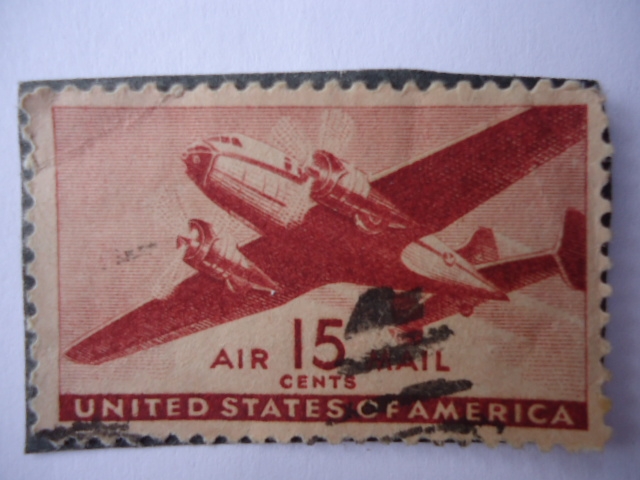 AIR 15 MAIL
CENTS
UNITED STATES OF AMERICA